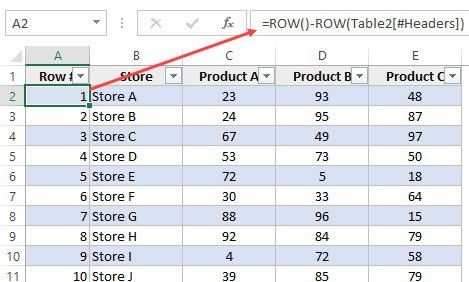 A2 fx =ROW()-ROW(Table2[#Headers])
A B C D E
1 Row # Store Product A Product B Product C
2 1 Store A 23 93 48
3 2 Store B 24 95 87
4 3 Store C 67 49 97
5 4 Store D 53 73 50
6 5 Store E 72 5 18
7 6 Store F 30 33 64
8 7 Store G 88 96 15
9 8 Store H 92 84 79
10 9 Store I 4 72 58
11 10 Store J 39 85 79